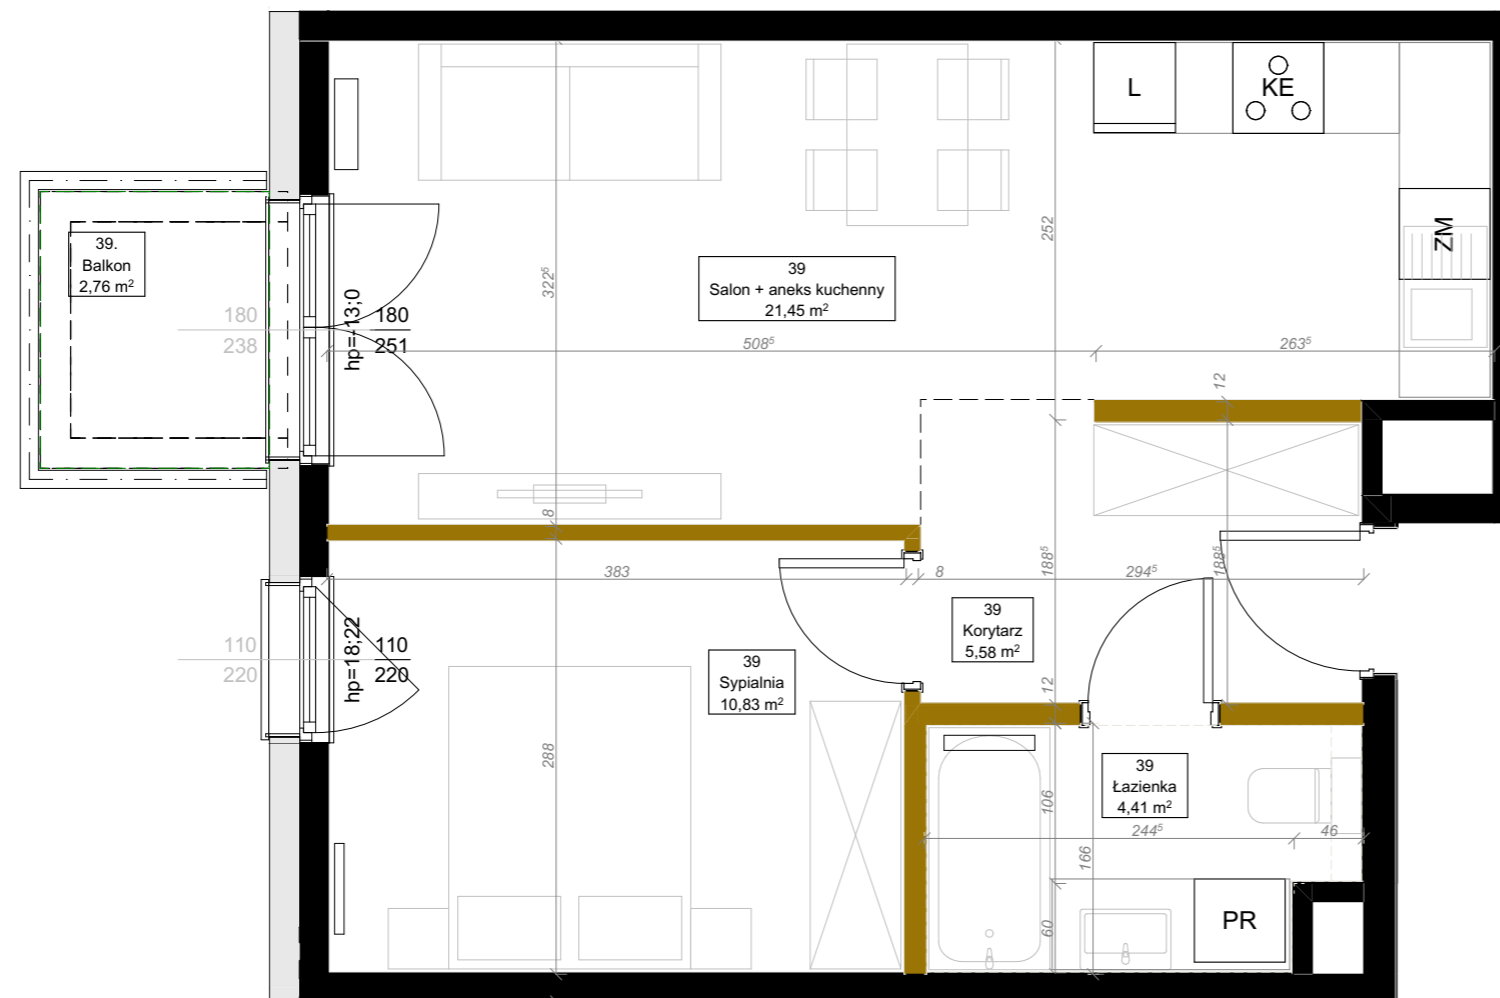 L
KE
ZM
39.
Balkon
2,76 m²
180
238
hp=-13;0
180
251
322⁵
252
39
Salon + aneks kuchenny
21,45 m²
508⁵
263⁵
12
8
383
8
294⁵
188⁵
188⁵
110
220
hp=18;22
110
220
39
Sypialnia
10,83 m²
39
Korytarz
5,58 m²
12
288
39
Łazienka
4,41 m²
106
244⁵
46
166
60
PR